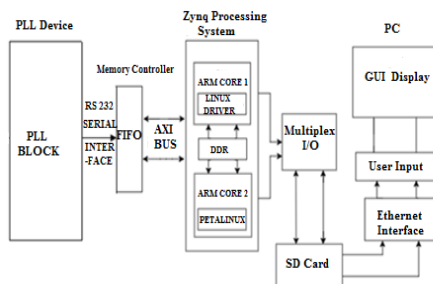 PLL Device
Zynq Processing
System
PC
Memory Controller
GUI Display
ARM CORE 1
LINUX
DRIVER
RS 232
SERIAL
INTER
-FACE
PLL
BLOCK
FIFO
AXI
BUS
DDR
Multiplex
I/O
User Input
ARM CORE 2
PETALINUX
Ethernet
Interface
SD Card